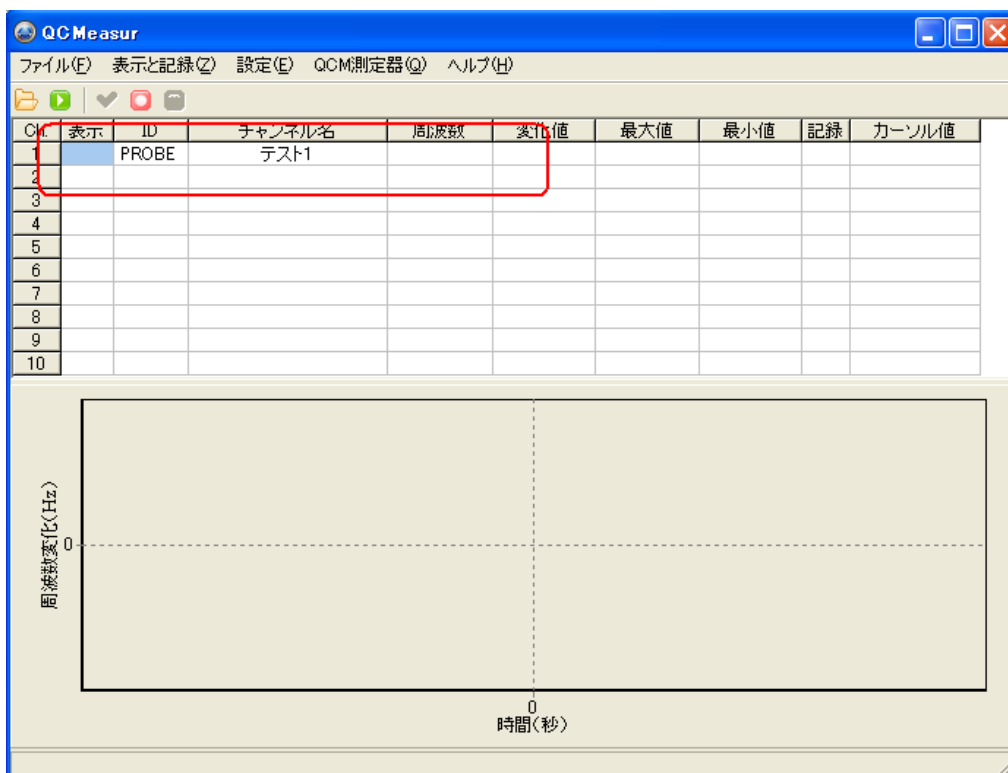 QCMeasur
ファイル(F) 表示と記録(Z) 設定(E) QCM測定器(Q) ヘルプ(H)
Ch. 表示 ID チャンネル名 周波数 変化値 最大値 最小値 記録 カーソル値
1 PROBE テスト1
2
3
4
5
6
7
8
9
10
周波数変化(Hz)
0
0
時間(秒)